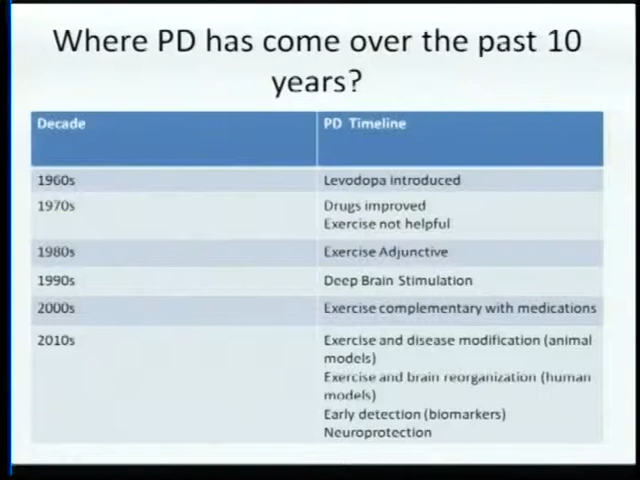 Where PD has come over the past 10
years?
Decade PD Timeline
1960s Levodopa introduced
1970s Drugs improved
Exercise not helpful
1980s Exercise Adjunctive
1990s Deep Brain Stimulation
2000s Exercise complementary with medications
2010s Exercise and disease modification (animal
models)
Exercise and brain reorganization (human
models)
Early detection (biomarkers)
Neuroprotection